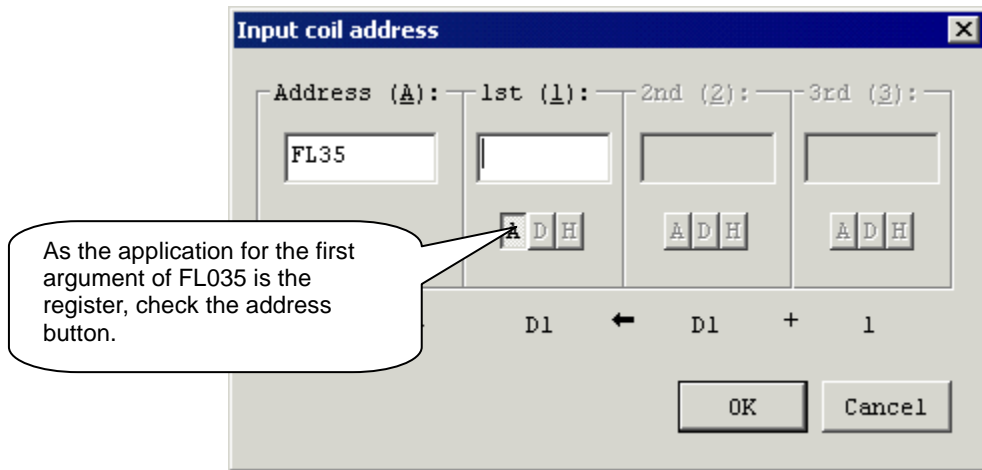 Input coil address
Address (A): 1st (1): 2nd (2): 3rd (3):
FL35
A D H A D H A D H
As the application for the first
argument of FL035 is the
register, check the address
button.
D1 ← D1 + 1
OK Cancel